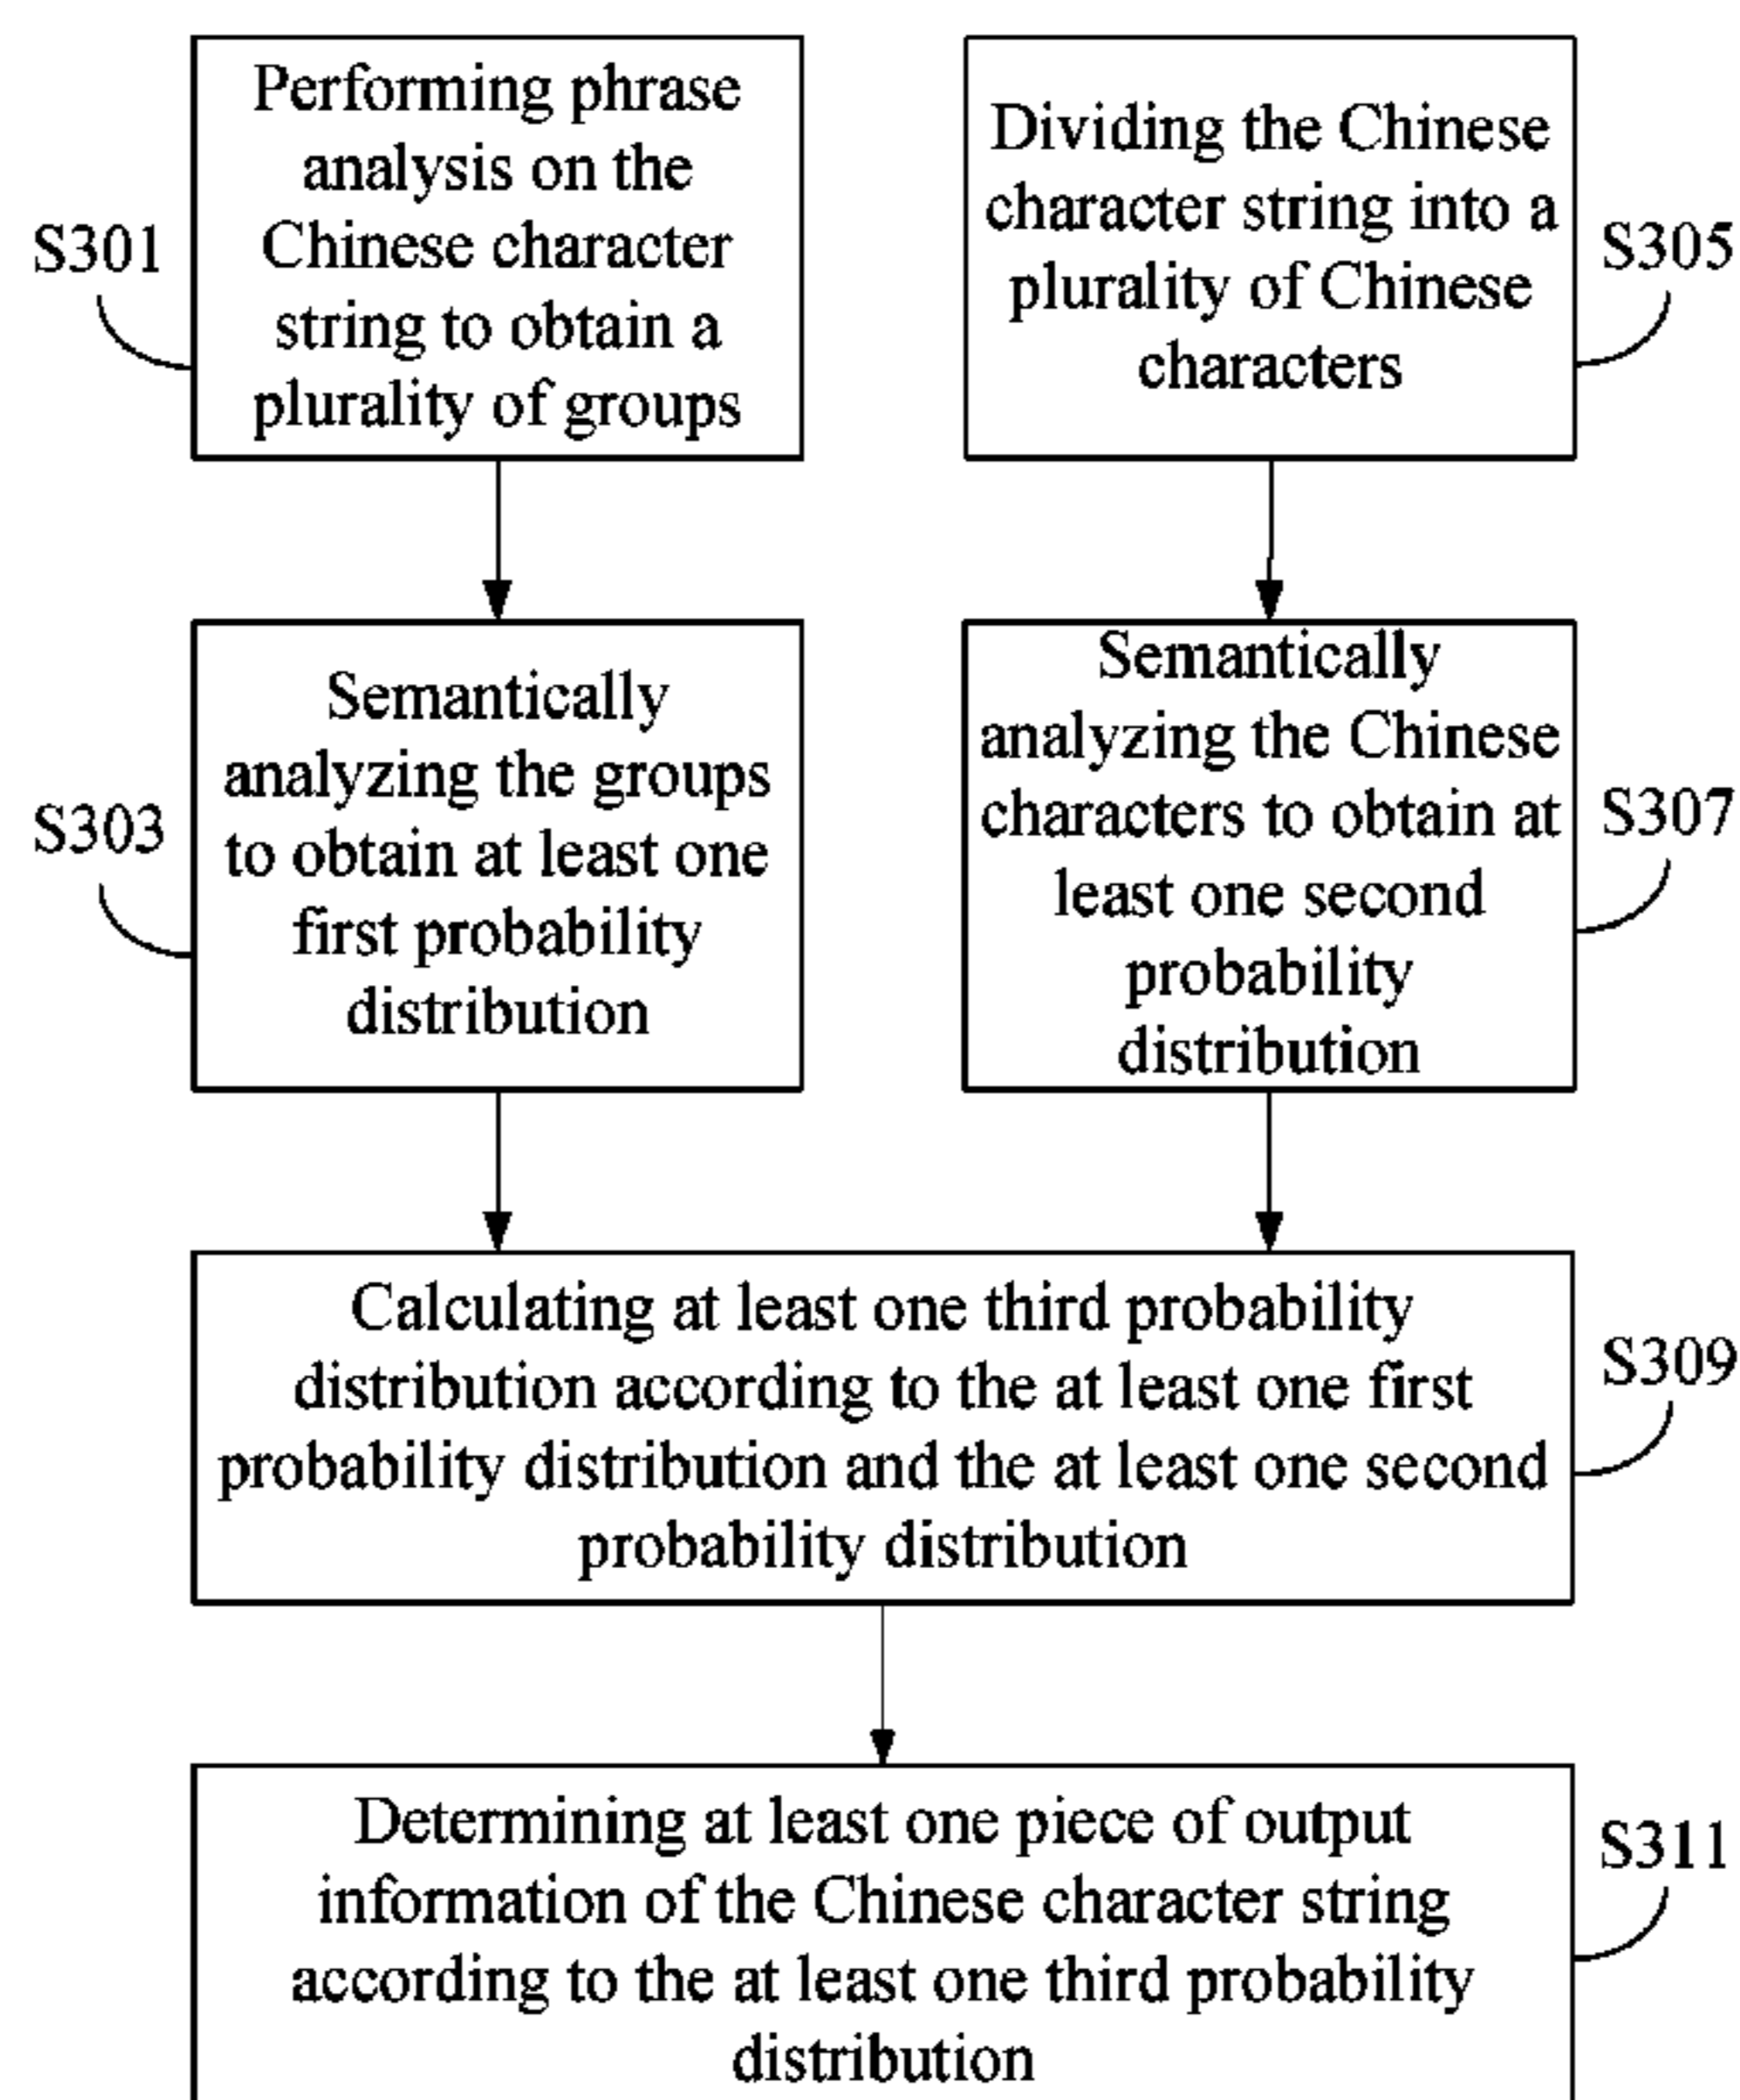 Performing phrase
analysis on the
Chinese character
string to obtain a
plurality of groups
S301
Dividing the Chinese
character string into a
plurality of Chinese
characters
S305
Semantically
analyzing the groups
to obtain at least one
first probability
distribution
S303
Semantically
analyzing the Chinese
characters to obtain at
least one second
probability
distribution
S307
Calculating at least one third probability
distribution according to the at least one first
probability distribution and the at least one second
probability distribution
S309
Determining at least one piece of output
information of the Chinese character string
according to the at least one third probability
distribution
S311